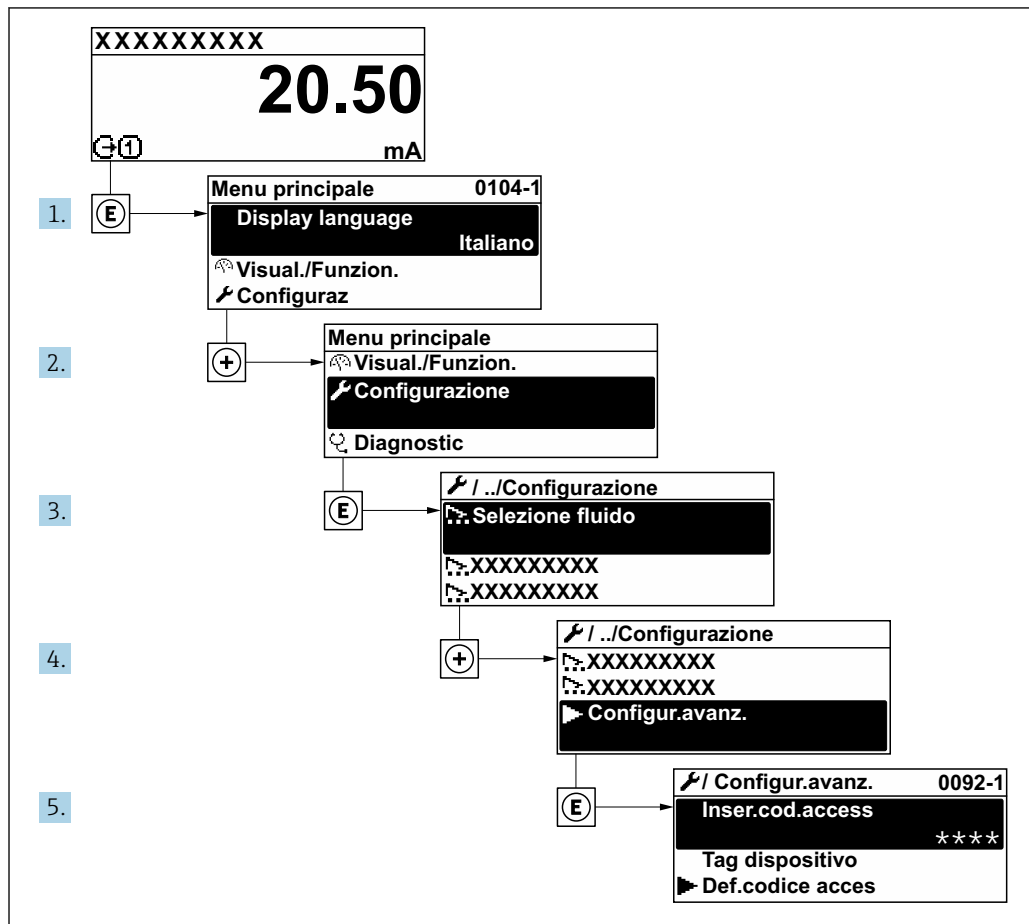 XXXXXXXXX
20.50
mA
1.
E
Menu principale 0104-1
Display language
Italiano
Visual./Funzion.
Configuraz
2.
+
Menu principale
Visual./Funzion.
Configurazione
Diagnostic
3.
E
/ ../Configurazione
Selezione fluido
XXXXXXXXX
XXXXXXXXX
4.
+
/ ../Configurazione
XXXXXXXXX
XXXXXXXXX
Configur.avanz.
5.
E
/ Configur.avanz. 0092-1
Inser.cod.access
****
Tag dispositivo
Def.codice acces